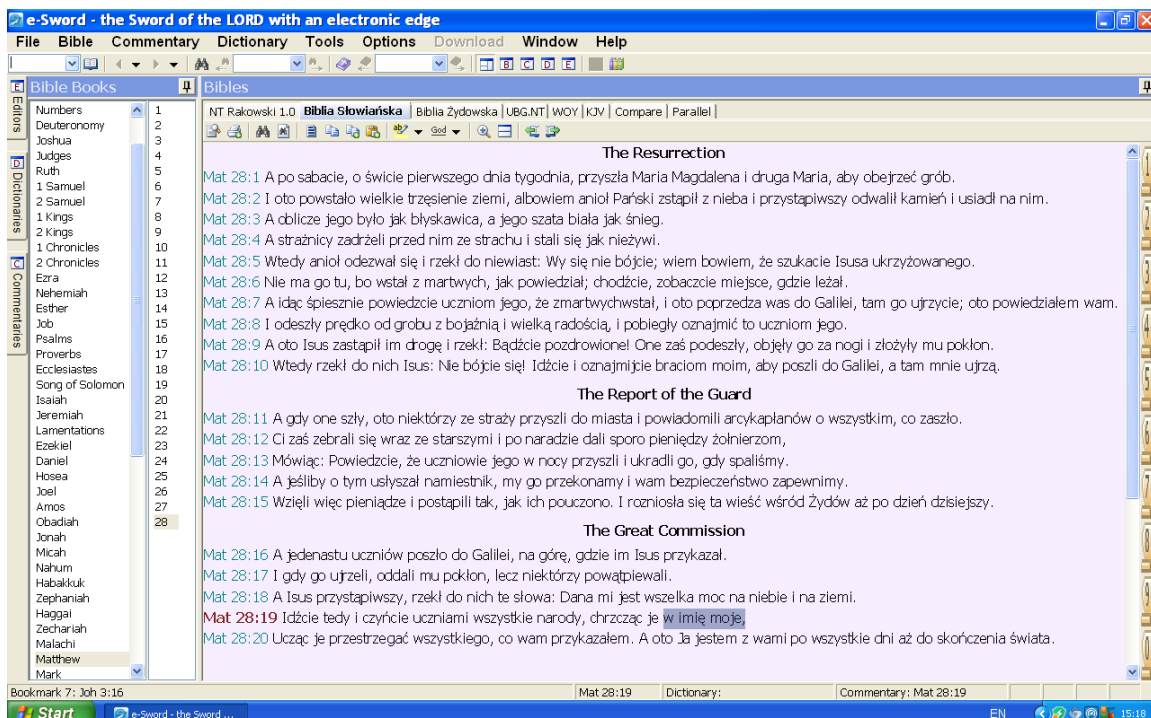 e-Sword - the Sword of the LORD with an electronic edge
File Bible Commentary Dictionary Tools Options Download Window Help
B C D E
E Editors
D Dictionaries
C Commentaries
Bible Books
Numbers
Deuteronomy
Joshua
Judges
Ruth
1 Samuel
2 Samuel
1 Kings
2 Kings
1 Chronicles
2 Chronicles
Ezra
Nehemiah
Esther
Job
Psalms
Proverbs
Ecclesiastes
Song of Solomon
Isaiah
Jeremiah
Lamentations
Ezekiel
Daniel
Hosea
Joel
Amos
Obadiah
Jonah
Micah
Nahum
Habakkuk
Zephaniah
Haggai
Zechariah
Malachi
Matthew
Mark
1
2
3
4
5
6
7
8
9
10
11
12
13
14
15
16
17
18
19
20
21
22
23
24
25
26
27
28
Bibles
NT Rakowski 1.0 Biblia Słowiańska Biblia Żydowska UBG.NT WOY KJV Compare Parallel
God
The Resurrection
Mat 28:1 A po sabacie, o świcie pierwszego dnia tygodnia, przyszła Maria Magdalena i druga Maria, aby obejrzeć grób.
Mat 28:2 I oto powstało wielkie trzęsienie ziemi, albowiem anioł Pański zstąpił z nieba i przystąpiwszy odwalił kamień i usiadł na nim.
Mat 28:3 A oblicze jego było jak błyskawica, a jego szata biała jak śnieg.
Mat 28:4 A strażnicy zadrżeli przed nim ze strachu i stali się jak nieżywi.
Mat 28:5 Wtedy anioł odezwał się i rzekł do niewiast: Wy się nie bójcie; wiem bowiem, że szukacie Isusa ukrzyżowanego.
Mat 28:6 Nie ma go tu, bo wstał z martwych, jak powiedział; chodźcie, zobaczcie miejsce, gdzie leżał.
Mat 28:7 A idąc śpiesznie powiedzcie uczniom jego, że zmartwychwstał, i oto poprzedza was do Galilei, tam go ujrzycie; oto powiedziałem wam.
Mat 28:8 I odeszły prędko od grobu z bojaźnią i wielką radością, i pobiegły oznajmić to uczniom jego.
Mat 28:9 A oto Isus zastąpił im drogę i rzekł: Bądźcie pozdrowione! One zaś podeszły, objęły go za nogi i złożyły mu pokłon.
Mat 28:10 Wtedy rzekł do nich Isus: Nie bójcie się! Idźcie i oznajmijcie braciom moim, aby poszli do Galilei, a tam mnie ujrzą.
The Report of the Guard
Mat 28:11 A gdy one szły, oto niektórzy ze straży przyszli do miasta i powiadomili arcykapłanów o wszystkim, co zaszło.
Mat 28:12 Ci zaś zebrali się wraz ze starszymi i po naradzie dali sporo pieniędzy żołnierzom,
Mat 28:13 Mówiąc: Powiedzcie, że uczniowie jego w nocy przyszli i ukradli go, gdy spaliśmy.
Mat 28:14 A jeśliby o tym usłyszał namiestnik, my go przekonamy i wam bezpieczeństwo zapewnimy.
Mat 28:15 Wzięli więc pieniądze i postąpili tak, jak ich pouczono. I rozniosła się ta wieść wśród Żydów aż po dzień dzisiejszy.
The Great Commission
Mat 28:16 A jedenastu uczniów poszło do Galilei, na górę, gdzie im Isus przykazał.
Mat 28:17 I gdy go ujrzeli, oddali mu pokłon, lecz niektórzy powątpiewali.
Mat 28:18 A Isus przystąpiwszy, rzekł do nich te słowa: Dana mi jest wszelka moc na niebie i na ziemi.
Mat 28:19 Idźcie tedy i czyńcie uczniami wszystkie narody, chrzcząc je w imię moje,
Mat 28:20 Ucząc je przestrzegać wszystkiego, co wam przykazałem. A oto Ja jestem z wami po wszystkie dni aż do skończenia świata.
1
2
3
4
5
6
7
8
9
0
Bookmark 7: Joh 3:16 Mat 28:19 Dictionary: Commentary: Mat 28:19
Start e-Sword - the Sword ... EN 15:18